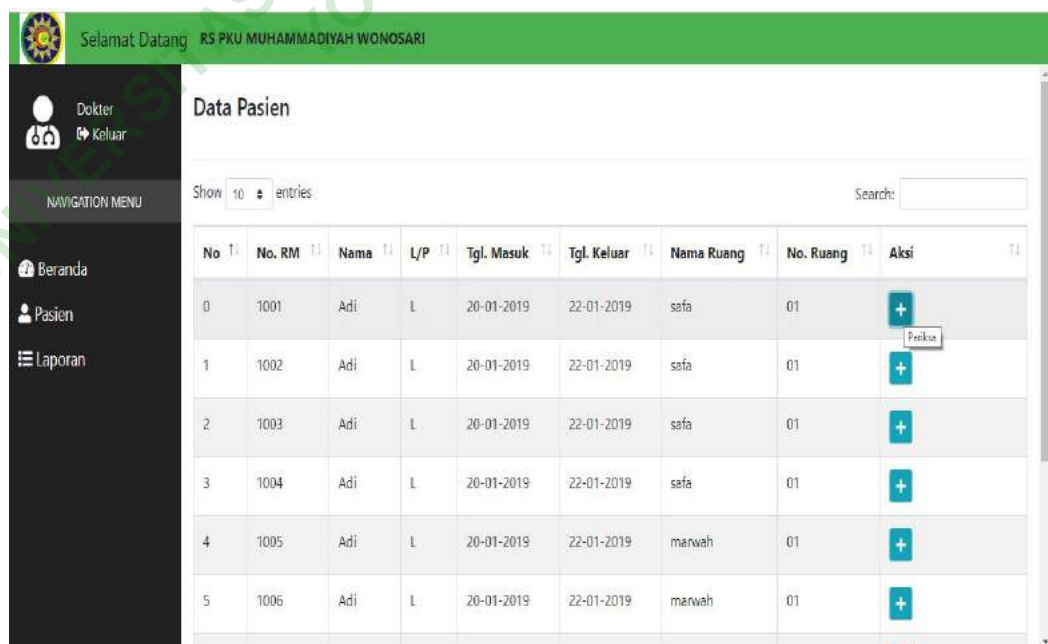 Selamat Datang RS PKU MUHAMMADIYAH WONOSARI
Dokter
Keluar
NAVIGATION MENU
Beranda
Pasien
Laporan
Data Pasien
Show 10 entries
Search:
No No. RM Nama L/P Tgl. Masuk Tgl. Keluar Nama Ruang No. Ruang Aksi
0 1001 Adi L 20-01-2019 22-01-2019 safa 01 +
Periksa
1 1002 Adi L 20-01-2019 22-01-2019 safa 01 +
2 1003 Adi L 20-01-2019 22-01-2019 safa 01 +
3 1004 Adi L 20-01-2019 22-01-2019 safa 01 +
4 1005 Adi L 20-01-2019 22-01-2019 marwah 01 +
5 1006 Adi L 20-01-2019 22-01-2019 marwah 01 +